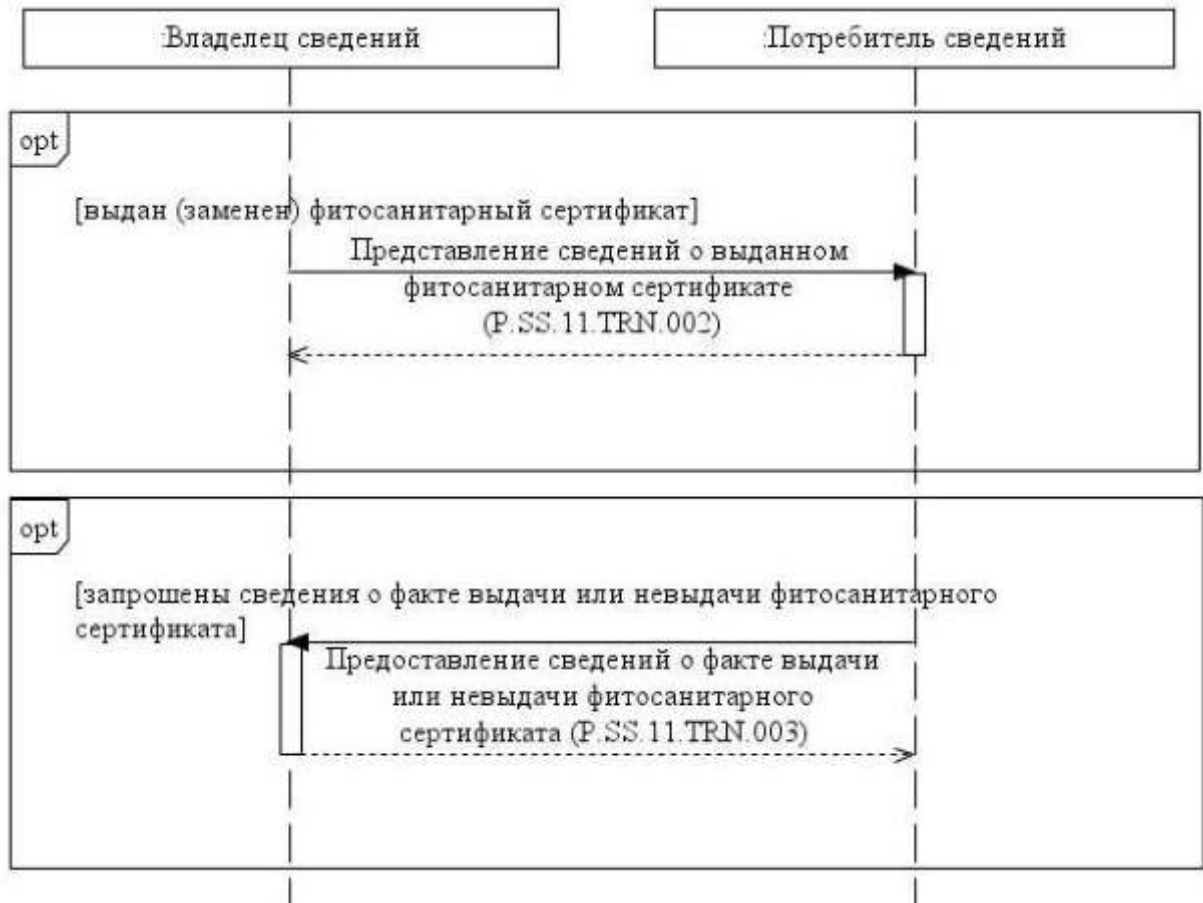 :Владелец сведений
:Потребитель сведений
opt
[выдан (заменен) фитосанитарный сертификат]
Представление сведений о выданном
фитосанитарном сертификате
(P.SS.11.TRN.002)
opt
[запрошены сведения о факте выдачи или невыдачи фитосанитарного
сертификата]
Предоставление сведений о факте выдачи
или невыдачи фитосанитарного
сертификата (P.SS.11.TRN.003)